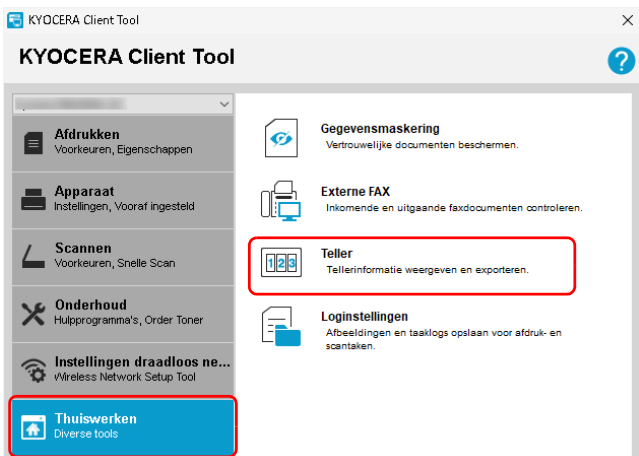 KYOCERA Client Tool
KYOCERA Client Tool
?
Afdrukken
Voorkeuren, Eigenschappen
Apparaat
Instellingen, Vooraf ingesteld
Scannen
Voorkeuren, Snelle Scan
Onderhoud
Hulpprogramma's, Order Toner
Instellingen draadloos ne...
Wireless Network Setup Tool
Thuiswerken
Diverse tools
Gegevensmaskering
Vertrouwelijke documenten beschermen.
Externe FAX
Inkomende en uitgaande faxdocumenten controleren.
123
Teller
Tellerinformatie weergeven en exporteren.
Loginstellingen
Afbeeldingen en taaklogs opslaan voor afdruk- en
scantaken.